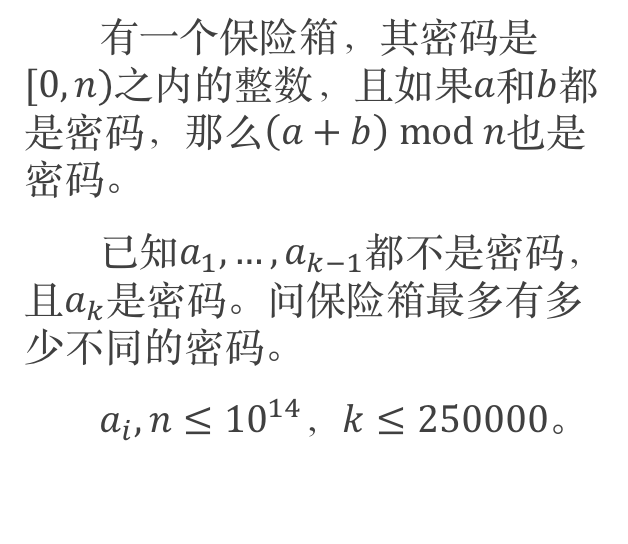 有一个保险箱，其密码是
[0, n)之内的整数，且如果a和b都
是密码，那么(a + b) mod n也是
密码。
已知a₁, … , aₖ₋₁都不是密码，
且aₖ是密码。问保险箱最多有多
少不同的密码。
aᵢ, n ≤ 10¹⁴，k ≤ 250000。